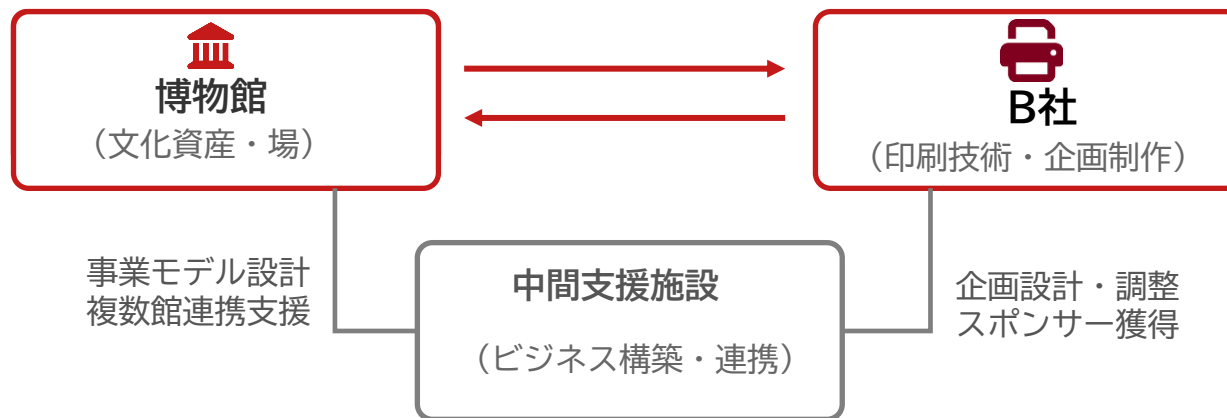 博物館
（文化資産・場）
B社
（印刷技術・企画制作）
事業モデル設計
複数館連携支援
中間支援施設
（ビジネス構築・連携）
企画設計・調整
スポンサー獲得